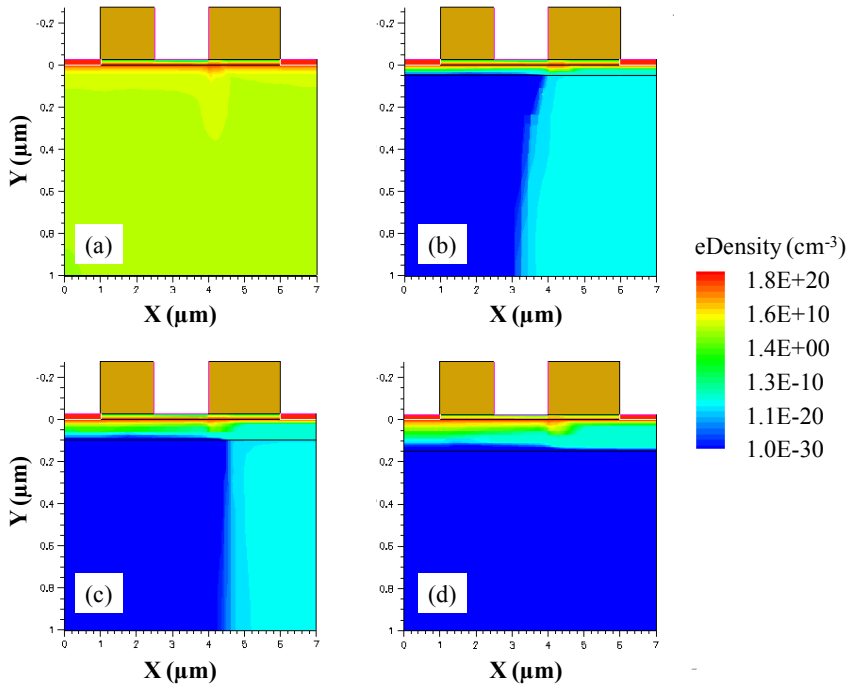 -0.2
0
0.2
0.4
0.6
0.8
1
Y (µm)
(a)
0 1 2 3 4 5 6 7
X (µm)
-0.2
0
0.2
0.4
0.6
0.8
1
(b)
0 1 2 3 4 5 6 7
X (µm)
eDensity (cm⁻³)
1.8E+20
1.6E+10
1.4E+00
1.3E-10
1.1E-20
1.0E-30
-0.2
0
0.2
0.4
0.6
0.8
1
Y (µm)
(c)
0 1 2 3 4 5 6 7
X (µm)
-0.2
0
0.2
0.4
0.6
0.8
1
(d)
0 1 2 3 4 5 6 7
X (µm)